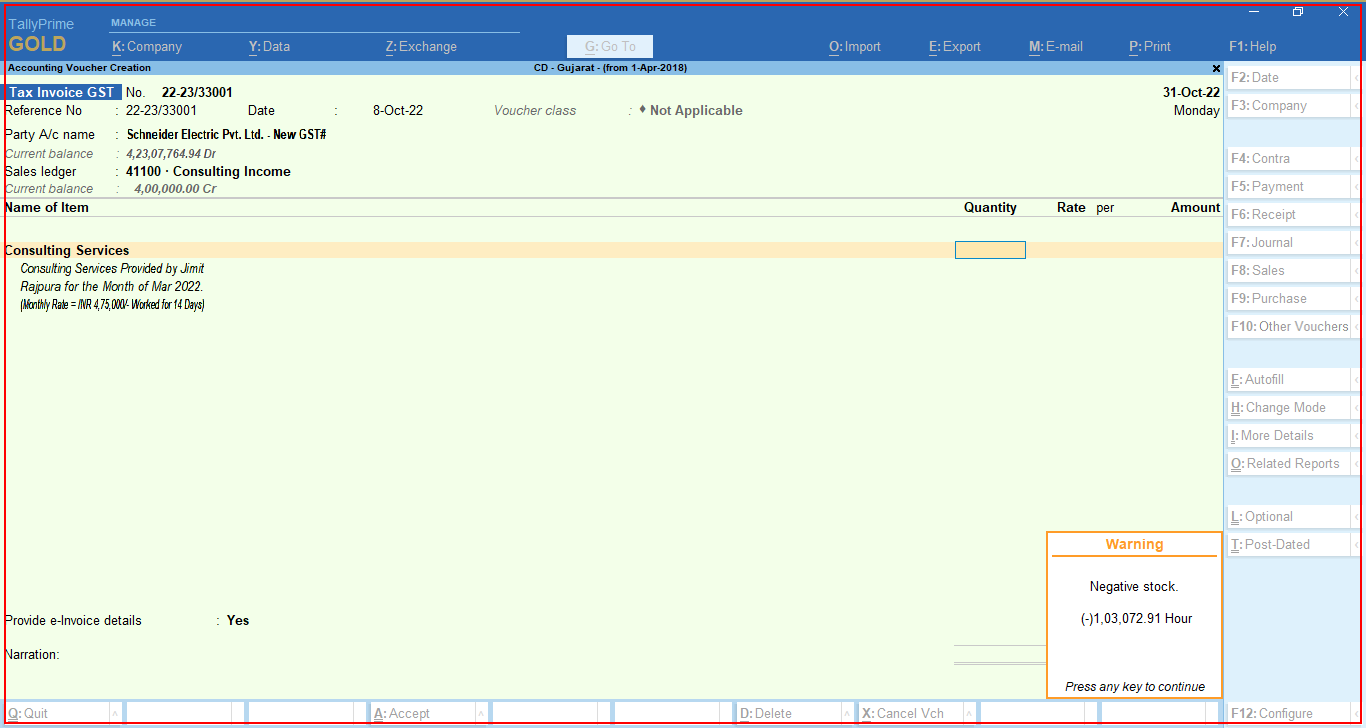 TallyPrime
GOLD
MANAGE
K: Company
Y: Data
Z: Exchange
G: Go To
O: Import
E: Export
M: E-mail
P: Print
F1: Help
Accounting Voucher Creation
CD - Gujarat - (from 1-Apr-2018)
Tax Invoice GST No. 22-23/33001
31-Oct-22
Reference No : 22-23/33001 Date : 8-Oct-22 Voucher class : ♦ Not Applicable
Monday
Party A/c name : Schneider Electric Pvt. Ltd. - New GST#
Current balance : 4,23,07,764.94 Dr
Sales ledger : 41100 · Consulting Income
Current balance : 4,00,000.00 Cr
Name of Item Quantity Rate per Amount
Consulting Services
Consulting Services Provided by Jimit
Rajpura for the Month of Mar 2022.
(Monthly Rate = INR 4,75,000/- Worked for 14 Days)
Provide e-Invoice details : Yes
Narration:
Warning
Negative stock.
(-)1,03,072.91 Hour
Press any key to continue
F2: Date
F3: Company
F4: Contra
F5: Payment
F6: Receipt
F7: Journal
F8: Sales
F9: Purchase
F10: Other Vouchers
F: Autofill
H: Change Mode
I: More Details
O: Related Reports
L: Optional
T: Post-Dated
Q: Quit
A: Accept
D: Delete
X: Cancel Vch
F12: Configure